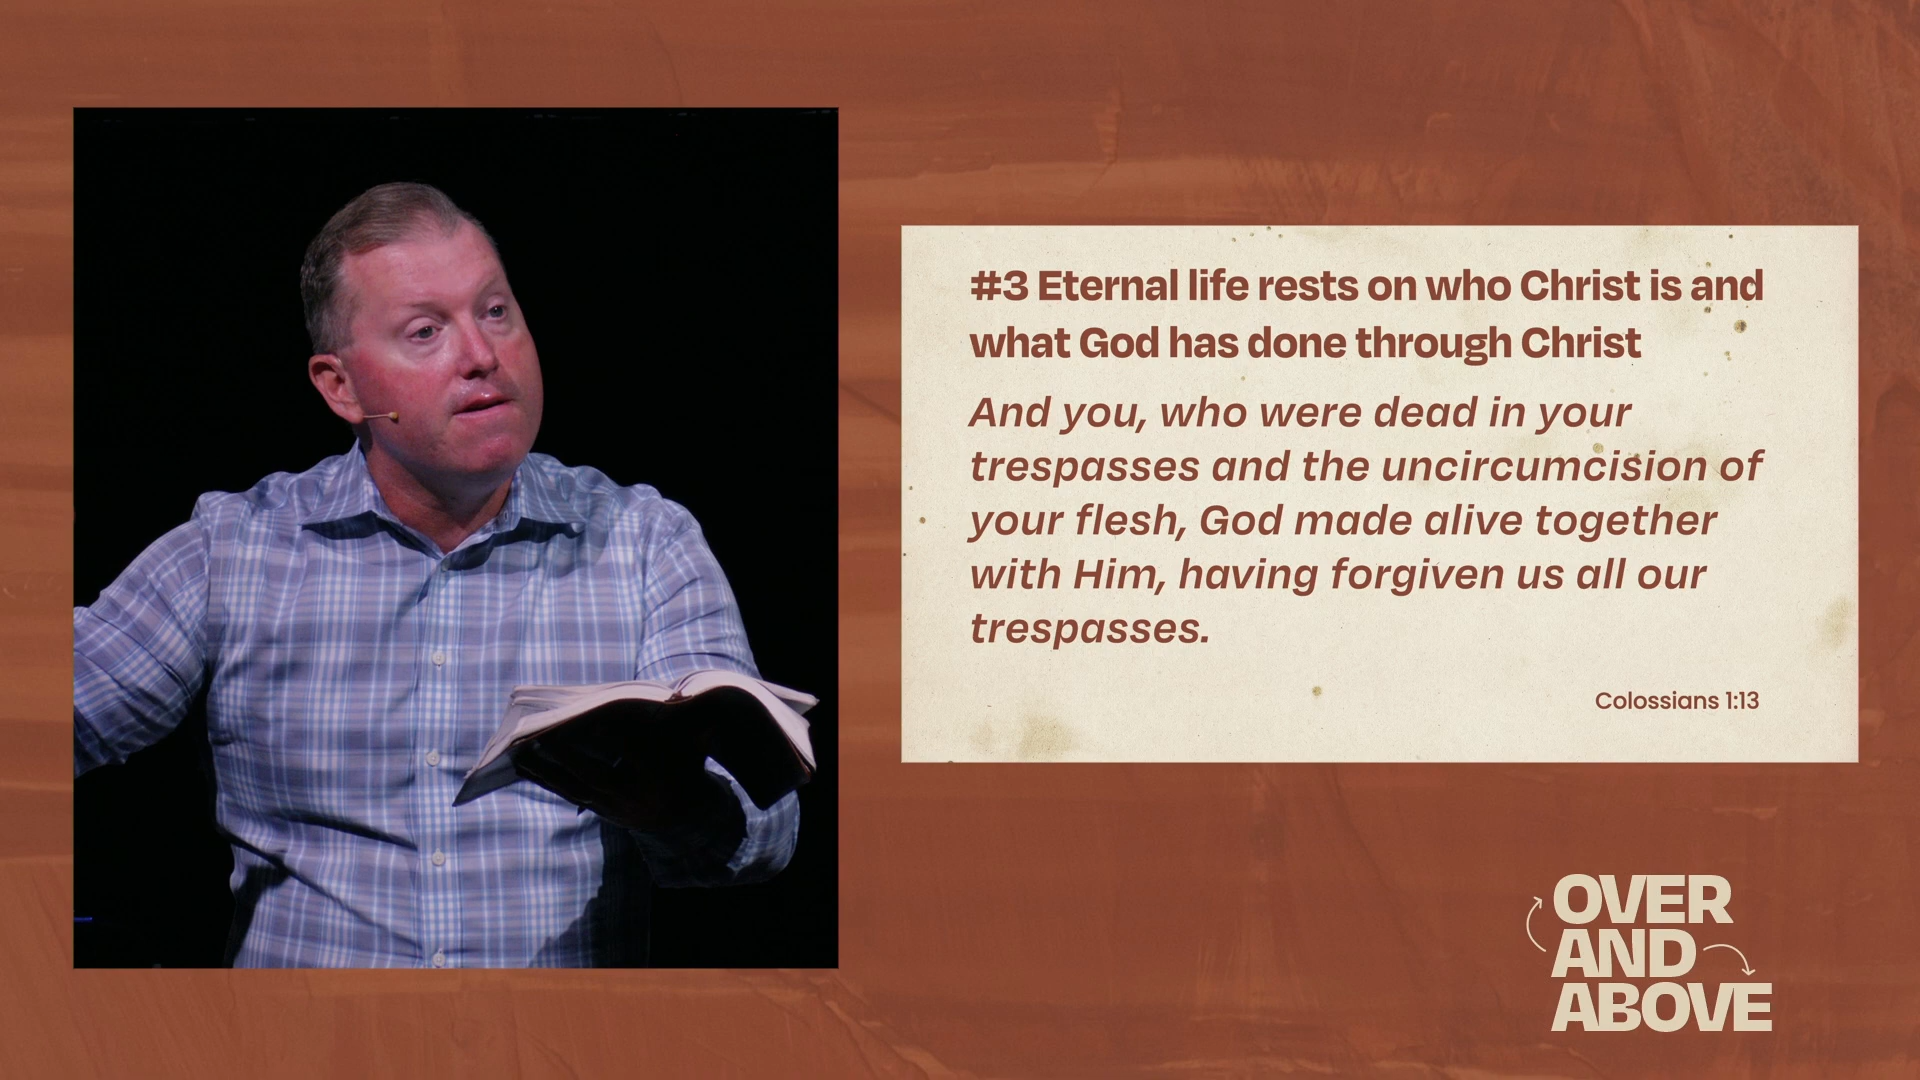 #3 Eternal life rests on who Christ is and
what God has done through Christ
And you, who were dead in your
trespasses and the uncircumcision of
your flesh, God made alive together
with Him, having forgiven us all our
trespasses.
Colossians 1:13
OVER
AND
ABOVE